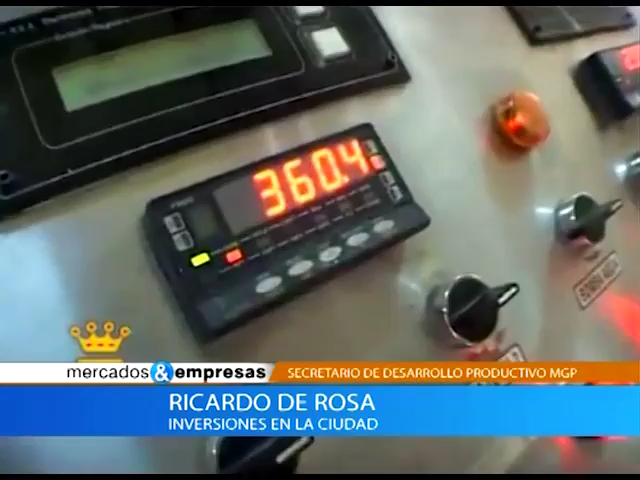 360.4
mercados&empresas
SECRETARIO DE DESARROLLO PRODUCTIVO MGP
RICARDO DE ROSA
INVERSIONES EN LA CIUDAD